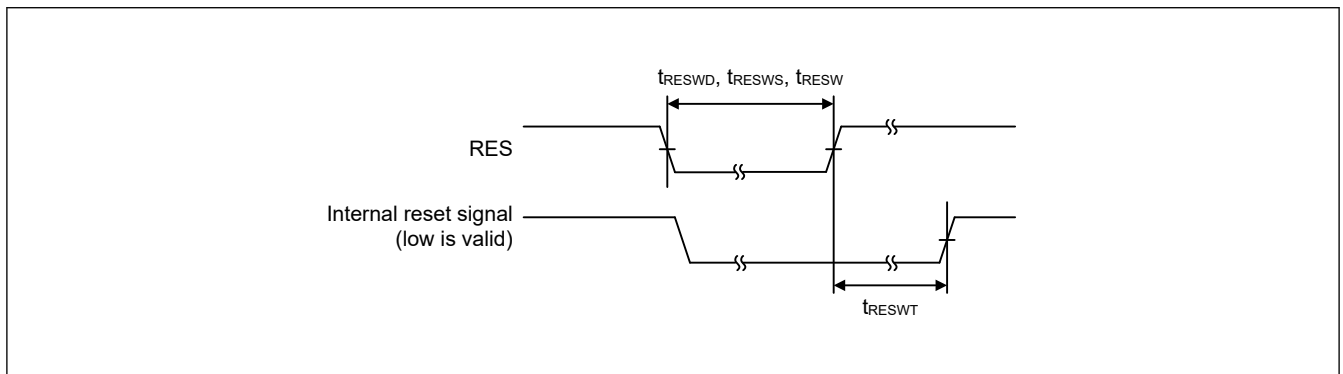 tRESWD, tRESWS, tRESW
RES
Internal reset signal
(low is valid)
tRESWT